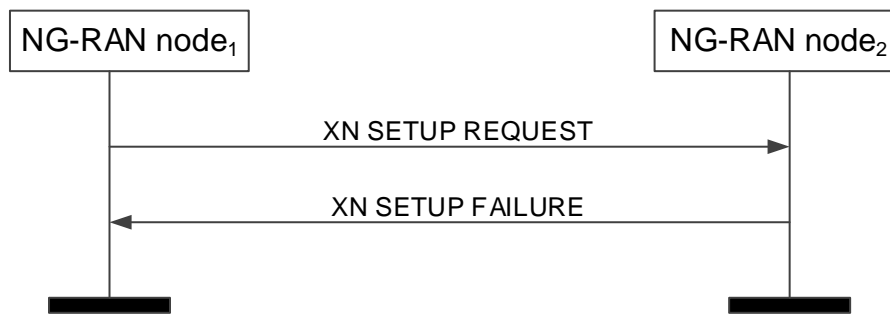 NG-RAN node₁
NG-RAN node₂
XN SETUP REQUEST
XN SETUP FAILURE